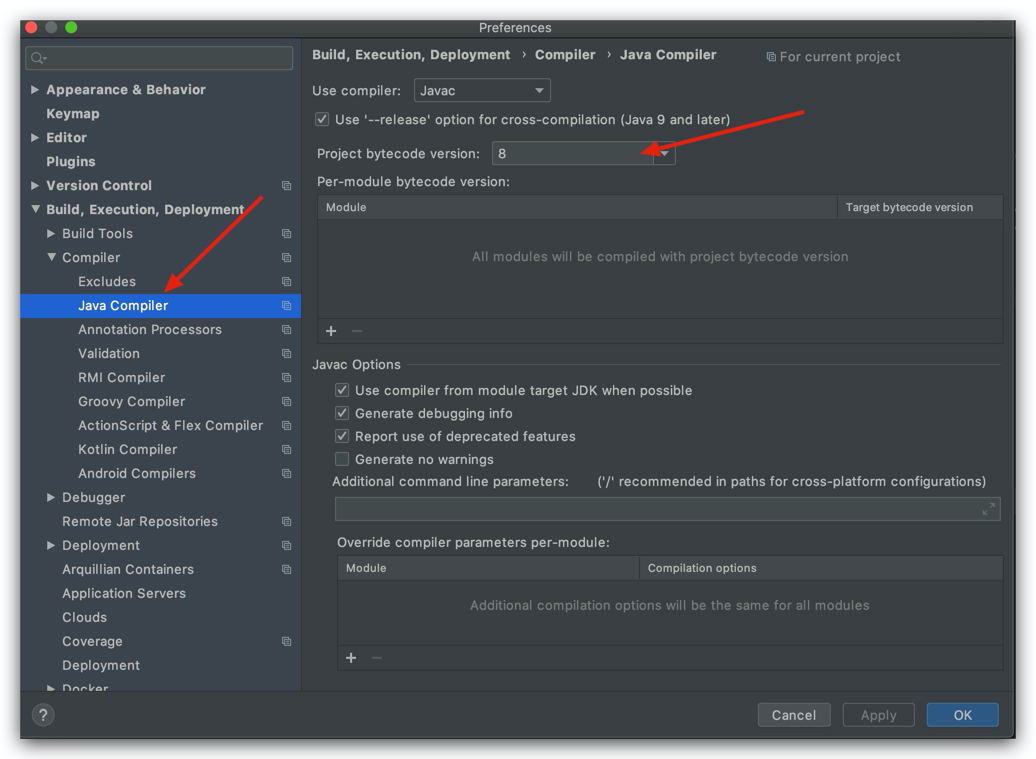 Preferences
Appearance & Behavior
Keymap
Editor
Plugins
Version Control
Build, Execution, Deployment
Build Tools
Compiler
Excludes
Java Compiler
Annotation Processors
Validation
RMI Compiler
Groovy Compiler
ActionScript & Flex Compiler
Kotlin Compiler
Android Compilers
Debugger
Remote Jar Repositories
Deployment
Arquillian Containers
Application Servers
Clouds
Coverage
Deployment
Docker
Build, Execution, Deployment › Compiler › Java Compiler For current project
Use compiler: Javac
Use '--release' option for cross-compilation (Java 9 and later)
Project bytecode version: 8
Per-module bytecode version:
Module Target bytecode version
All modules will be compiled with project bytecode version
+ −
Javac Options
Use compiler from module target JDK when possible
Generate debugging info
Report use of deprecated features
Generate no warnings
Additional command line parameters: ('/' recommended in paths for cross-platform configurations)
Override compiler parameters per-module:
Module Compilation options
Additional compilation options will be the same for all modules
+ −
? Cancel Apply OK